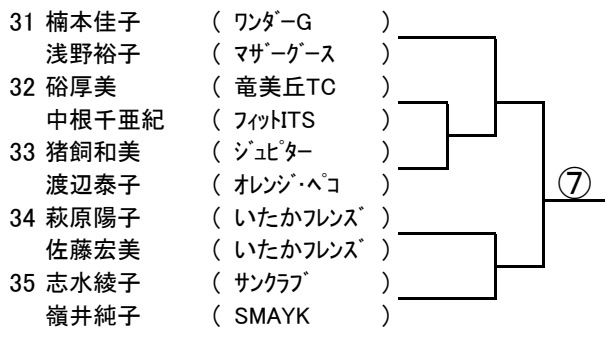 31 楠本佳子 ( ﾜﾝﾀﾞｰG )
浅野裕子 ( ﾏｻﾞｰｸﾞｰｽ )
32 硲厚美 ( 竜美丘TC )
中根千亜紀 ( ﾌｨｯﾄITS )
33 猪飼和美 ( ｼﾞｭﾋﾟﾀｰ )
渡辺泰子 ( ｵﾚﾝｼﾞ･ﾍﾟｺ )
⑦
34 萩原陽子 ( いたかﾌﾚﾝｽﾞ )
佐藤宏美 ( いたかﾌﾚﾝｽﾞ )
35 志水綾子 ( ｻﾝｸﾗﾌﾞ )
嶺井純子 ( SMAYK )